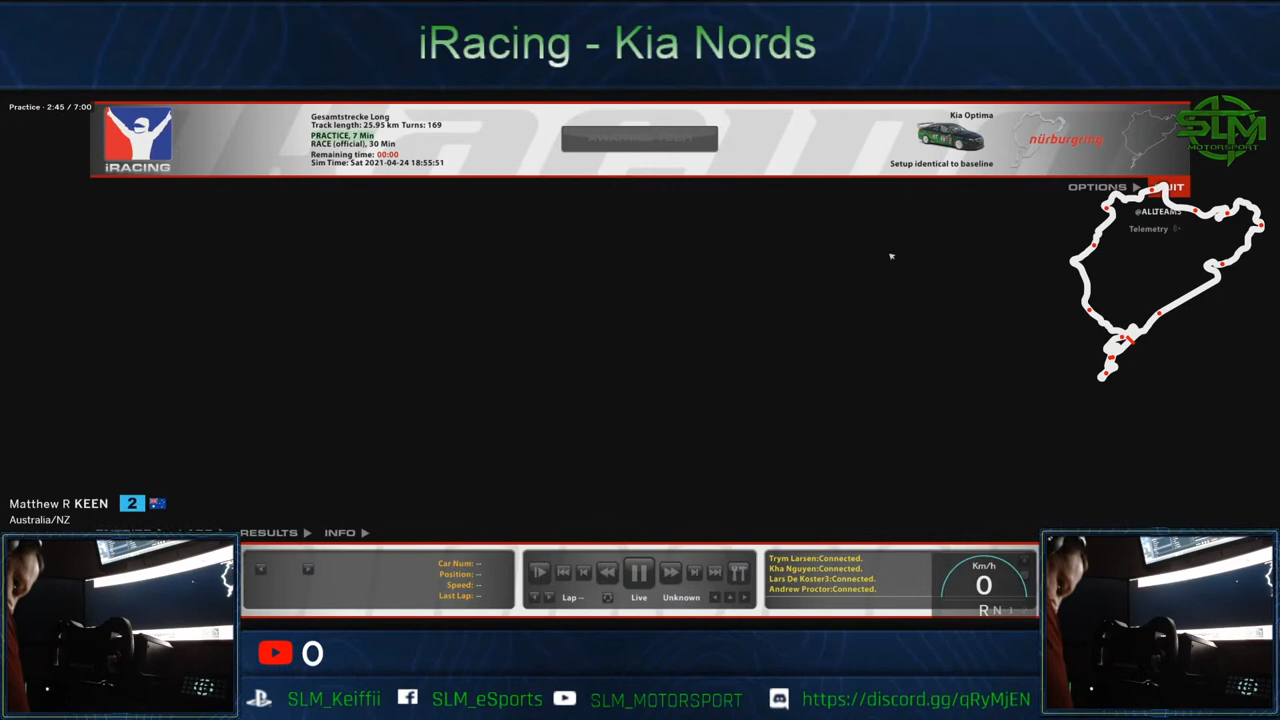 iRacing - Kia Nords
Practice · 2:45 / 7:00
iRACING
Gesamtstrecke Long
Track length: 25.95 km Turns: 169
PRACTICE, 7 Min
RACE (official), 30 Min
Remaining time: 00:00
Sim Time: Sat 2021-04-24 18:55:51
Kia Optima
Setup identical to baseline
nürburgring
SLM
MOTORSPORT
OPTIONS
@ALLTEAMS
Telemetry
Matthew R KEEN 2
Australia/NZ
RESULTS INFO
Car Num: --
Position: --
Speed: --
Last Lap: --
Lap -- Live Unknown
Trym Larsen:Connected.
Kha Nguyen:Connected.
Lars De Koster3:Connected.
Andrew Proctor:Connected.
Km/h
0
R N 1
0
SLM_Keiffii SLM_eSports SLM_MOTORSPORT https://discord.gg/qRyMjEN